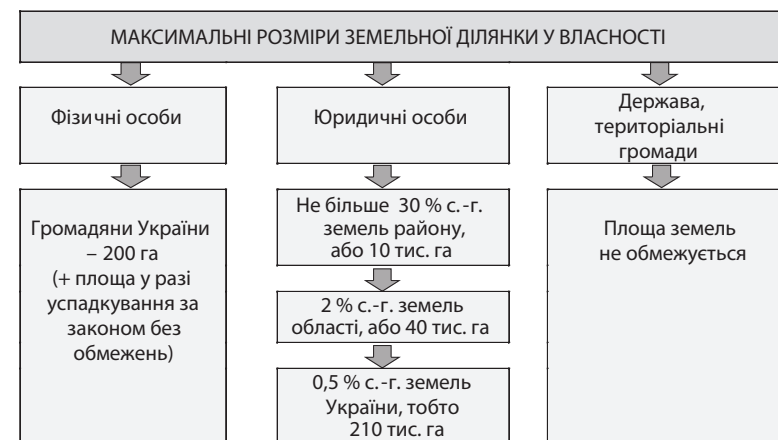 МАКСИМАЛЬНІ РОЗМІРИ ЗЕМЕЛЬНОЇ ДІЛЯНКИ У ВЛАСНОСТІ
Фізичні особи
Громадяни України
– 200 га
(+ площа у разі
успадкування за
законом без
обмежень)
Юридичні особи
Не більше 30 % с.-г.
земель району,
або 10 тис. га
2 % с.-г. земель
області, або 40 тис. га
0,5 % с.-г. земель
України, тобто
210 тис. га
Держава,
територіальні
громади
Площа земель
не обмежується